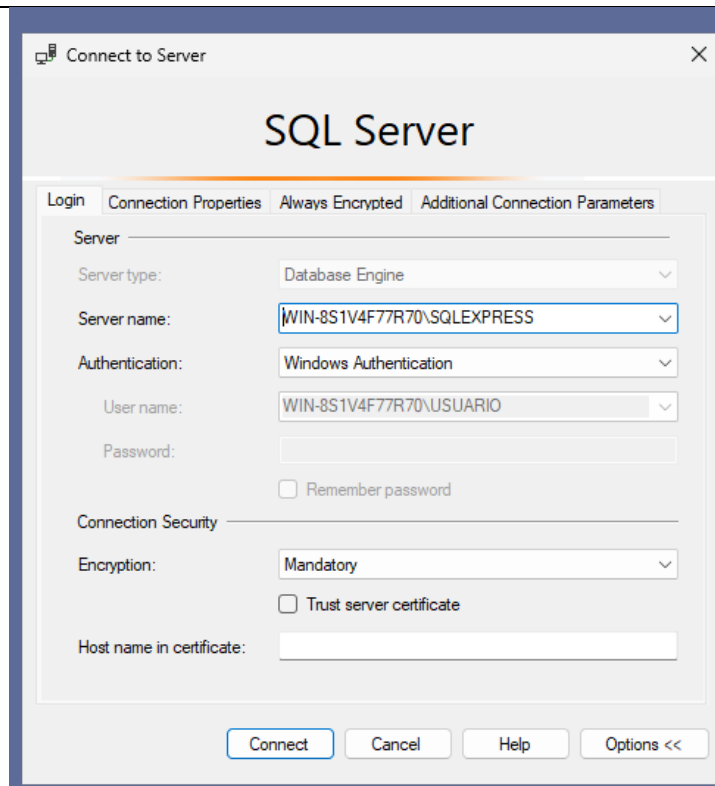 Connect to Server
SQL Server
Login Connection Properties Always Encrypted Additional Connection Parameters
Server
Server type: Database Engine
Server name: WIN-8S1V4F77R70\SQLEXPRESS
Authentication: Windows Authentication
User name: WIN-8S1V4F77R70\USUARIO
Password:
Remember password
Connection Security
Encryption: Mandatory
Trust server certificate
Host name in certificate:
Connect Cancel Help Options <<